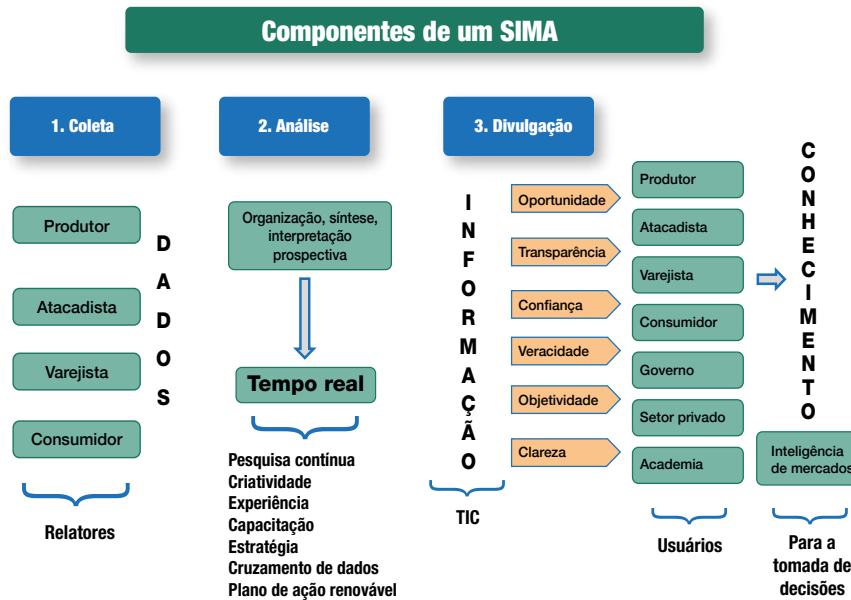 Componentes de um SIMA
1. Coleta
Produtor
Atacadista
Varejista
Consumidor
DADOS
Relatores
2. Análise
Organização, síntese,
interpretação
prospectiva
Tempo real
Pesquisa contínua
Criatividade
Experiência
Capacitação
Estratégia
Cruzamento de dados
Plano de ação renovável
3. Divulgação
INFORMAÇÃO
TIC
Oportunidade
Transparência
Confiança
Veracidade
Objetividade
Clareza
Produtor
Atacadista
Varejista
Consumidor
Governo
Setor privado
Academia
Usuários
CONHECIMENTO
Inteligência
de mercados
Para a
tomada de
decisões